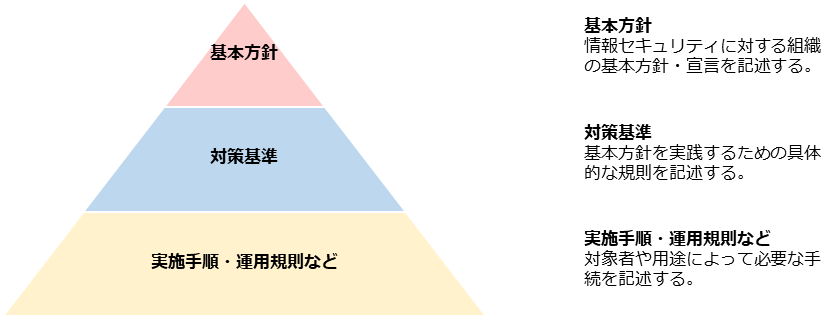 基本方針
対策基準
実施手順・運用規則など
基本方針
情報セキュリティに対する組織
の基本方針・宣言を記述する。
対策基準
基本方針を実践するための具体
的な規則を記述する。
実施手順・運用規則など
対象者や用途によって必要な手
続を記述する。